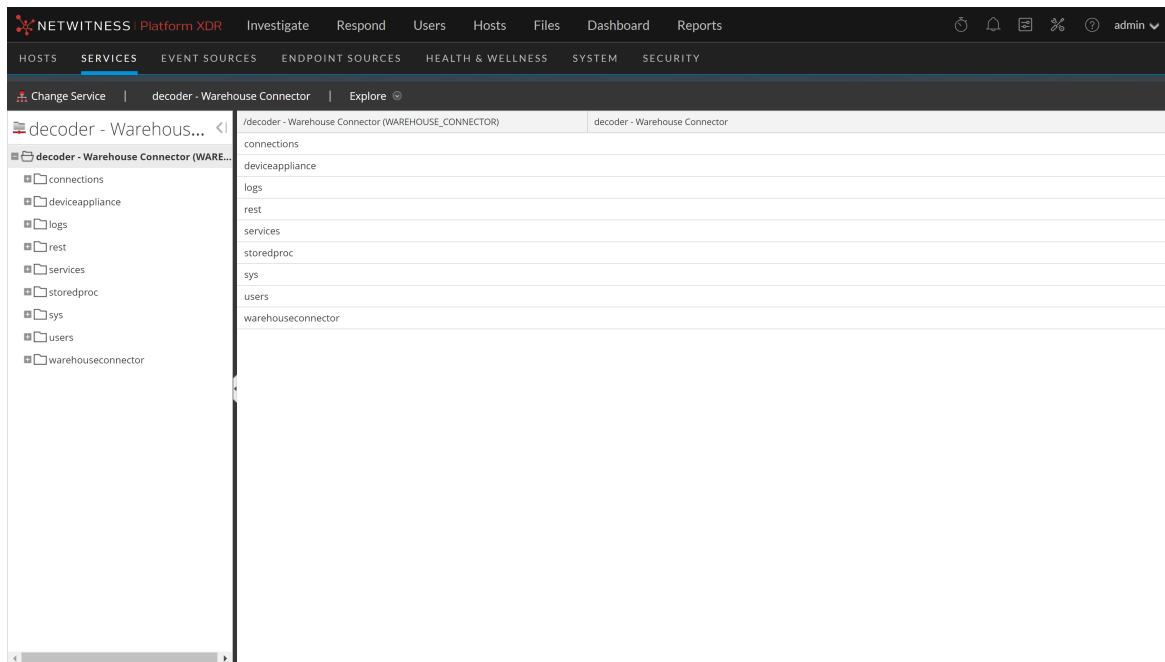 NETWITNESS Platform XDR Investigate Respond Users Hosts Files Dashboard Reports admin
HOSTS SERVICES EVENT SOURCES ENDPOINT SOURCES HEALTH & WELLNESS SYSTEM SECURITY
Change Service | decoder - Warehouse Connector | Explore
decoder - Warehous...
decoder - Warehouse Connector (WARE...
connections
deviceappliance
logs
rest
services
storedproc
sys
users
warehouseconnector
/decoder - Warehouse Connector (WAREHOUSE_CONNECTOR) decoder - Warehouse Connector
connections
deviceappliance
logs
rest
services
storedproc
sys
users
warehouseconnector